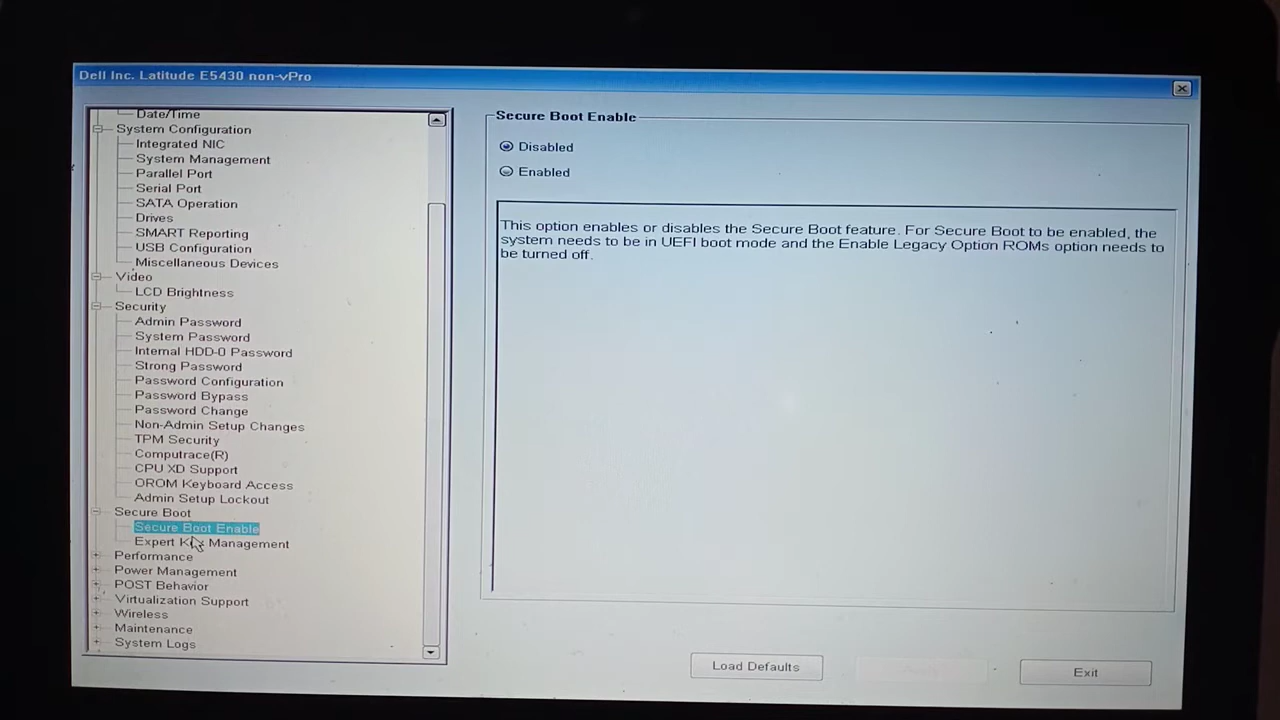 Dell Inc. Latitude E5430 non-vPro
Date/Time
System Configuration
Integrated NIC
System Management
Parallel Port
Serial Port
SATA Operation
Drives
SMART Reporting
USB Configuration
Miscellaneous Devices
Video
LCD Brightness
Security
Admin Password
System Password
Internal HDD-0 Password
Strong Password
Password Configuration
Password Bypass
Password Change
Non-Admin Setup Changes
TPM Security
Computrace(R)
CPU XD Support
OROM Keyboard Access
Admin Setup Lockout
Secure Boot
Secure Boot Enable
Expert Key Management
Performance
Power Management
POST Behavior
Virtualization Support
Wireless
Maintenance
System Logs
Secure Boot Enable
Disabled
Enabled
This option enables or disables the Secure Boot feature. For Secure Boot to be enabled, the
system needs to be in UEFI boot mode and the Enable Legacy Option ROMs option needs to
be turned off.
Load Defaults
Exit